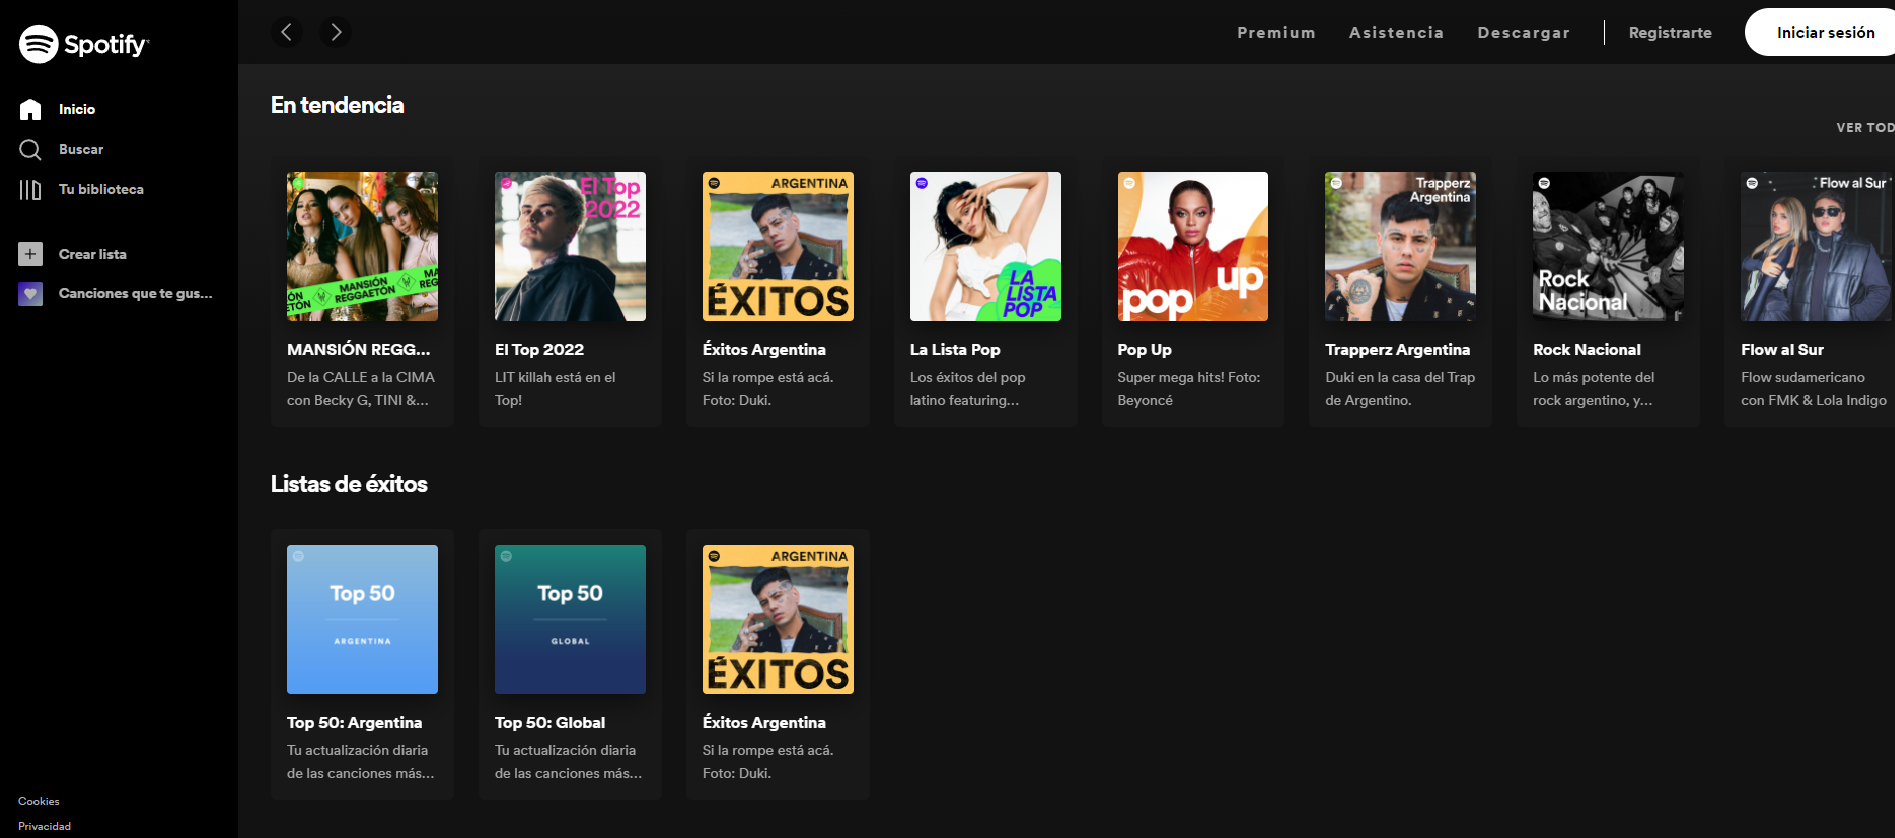 Spotify
Inicio
Buscar
Tu biblioteca
Crear lista
Canciones que te gus...
Cookies
Privacidad
Premium
Asistencia
Descargar
Registrarte
Iniciar sesión
En tendencia
VER TOD
MANSIÓN
REGGAETÓN
El Top
2022
ARGENTINA
ÉXITOS
LA
LISTA
POP
pop
up
Trapperz
Argentina
Rock
Nacional
Flow al Sur
MANSIÓN REGG...
De la CALLE a la CIMA
con Becky G, TINI &...
El Top 2022
LIT killah está en el
Top!
Éxitos Argentina
Si la rompe está acá.
Foto: Duki.
La Lista Pop
Los éxitos del pop
latino featuring...
Pop Up
Super mega hits! Foto:
Beyoncé
Trapperz Argentina
Duki en la casa del Trap
de Argentino.
Rock Nacional
Lo más potente del
rock argentino, y...
Flow al Sur
Flow sudamericano
con FMK & Lola Indigo
Listas de éxitos
Top 50
ARGENTINA
Top 50
GLOBAL
ARGENTINA
ÉXITOS
Top 50: Argentina
Tu actualización diaria
de las canciones más...
Top 50: Global
Tu actualización diaria
de las canciones más...
Éxitos Argentina
Si la rompe está acá.
Foto: Duki.